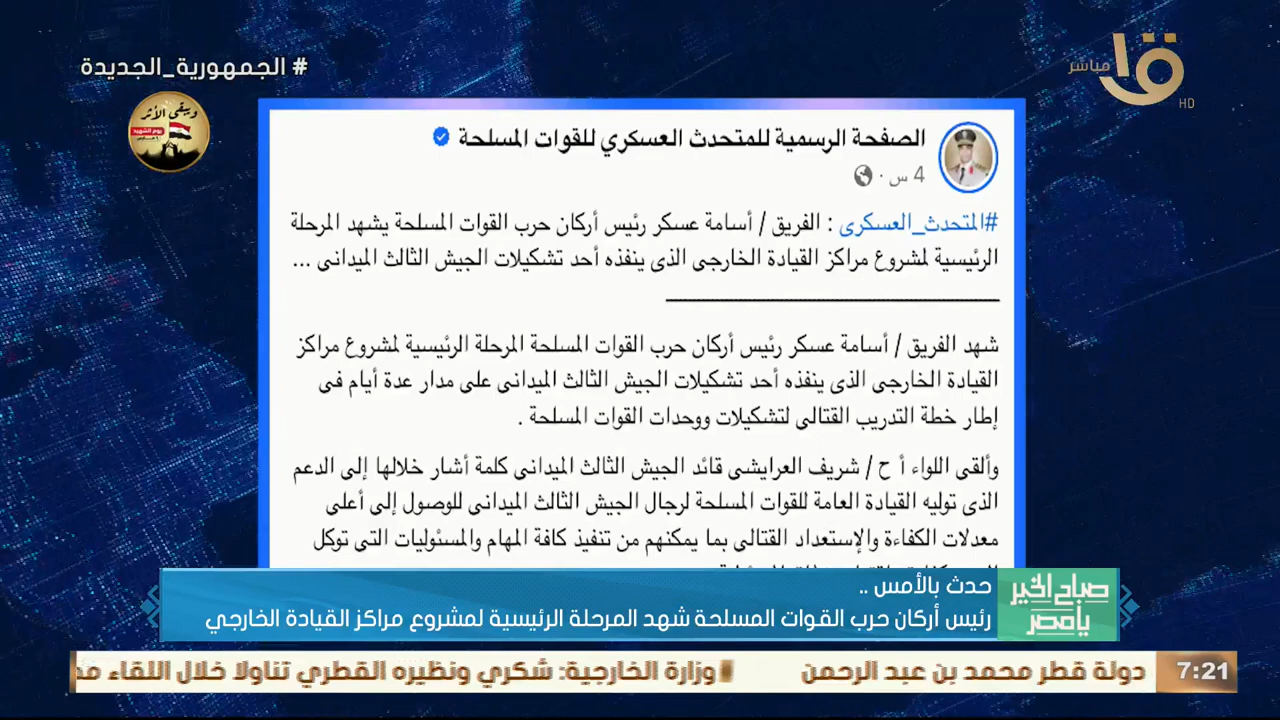 # الجمهورية_الجديدة
مباشر
HD
ويبقى الأثر
يوم الشهيد
الصفحة الرسمية للمتحدث العسكري للقوات المسلحة
4 س ·
#المتحدث_العسكرى : الفريق / أسامة عسكر رئيس أركان حرب القوات المسلحة يشهد المرحلة
الرئيسية لمشروع مراكز القيادة الخارجى الذى ينفذه أحد تشكيلات الجيش الثالث الميدانى ...
شهد الفريق / أسامة عسكر رئيس أركان حرب القوات المسلحة المرحلة الرئيسية لمشروع مراكز
القيادة الخارجى الذى ينفذه أحد تشكيلات الجيش الثالث الميدانى على مدار عدة أيام فى
إطار خطة التدريب القتالى لتشكيلات ووحدات القوات المسلحة .
وألقى اللواء أ ح / شريف العرايشى قائد الجيش الثالث الميدانى كلمة أشار خلالها إلى الدعم
الذى توليه القيادة العامة للقوات المسلحة لرجال الجيش الثالث الميدانى للوصول إلى أعلى
معدلات الكفاءة والإستعداد القتالى بما يمكنهم من تنفيذ كافة المهام والمسئوليات التى توكل
صباح الخير
يا مصر
حدث بالأمس ..
رئيس أركان حرب القوات المسلحة شهد المرحلة الرئيسية لمشروع مراكز القيادة الخارجي
7:21
دولة قطر محمد بن عبد الرحمن
وزارة الخارجية: شكري ونظيره القطري تناولا خلال اللقاء